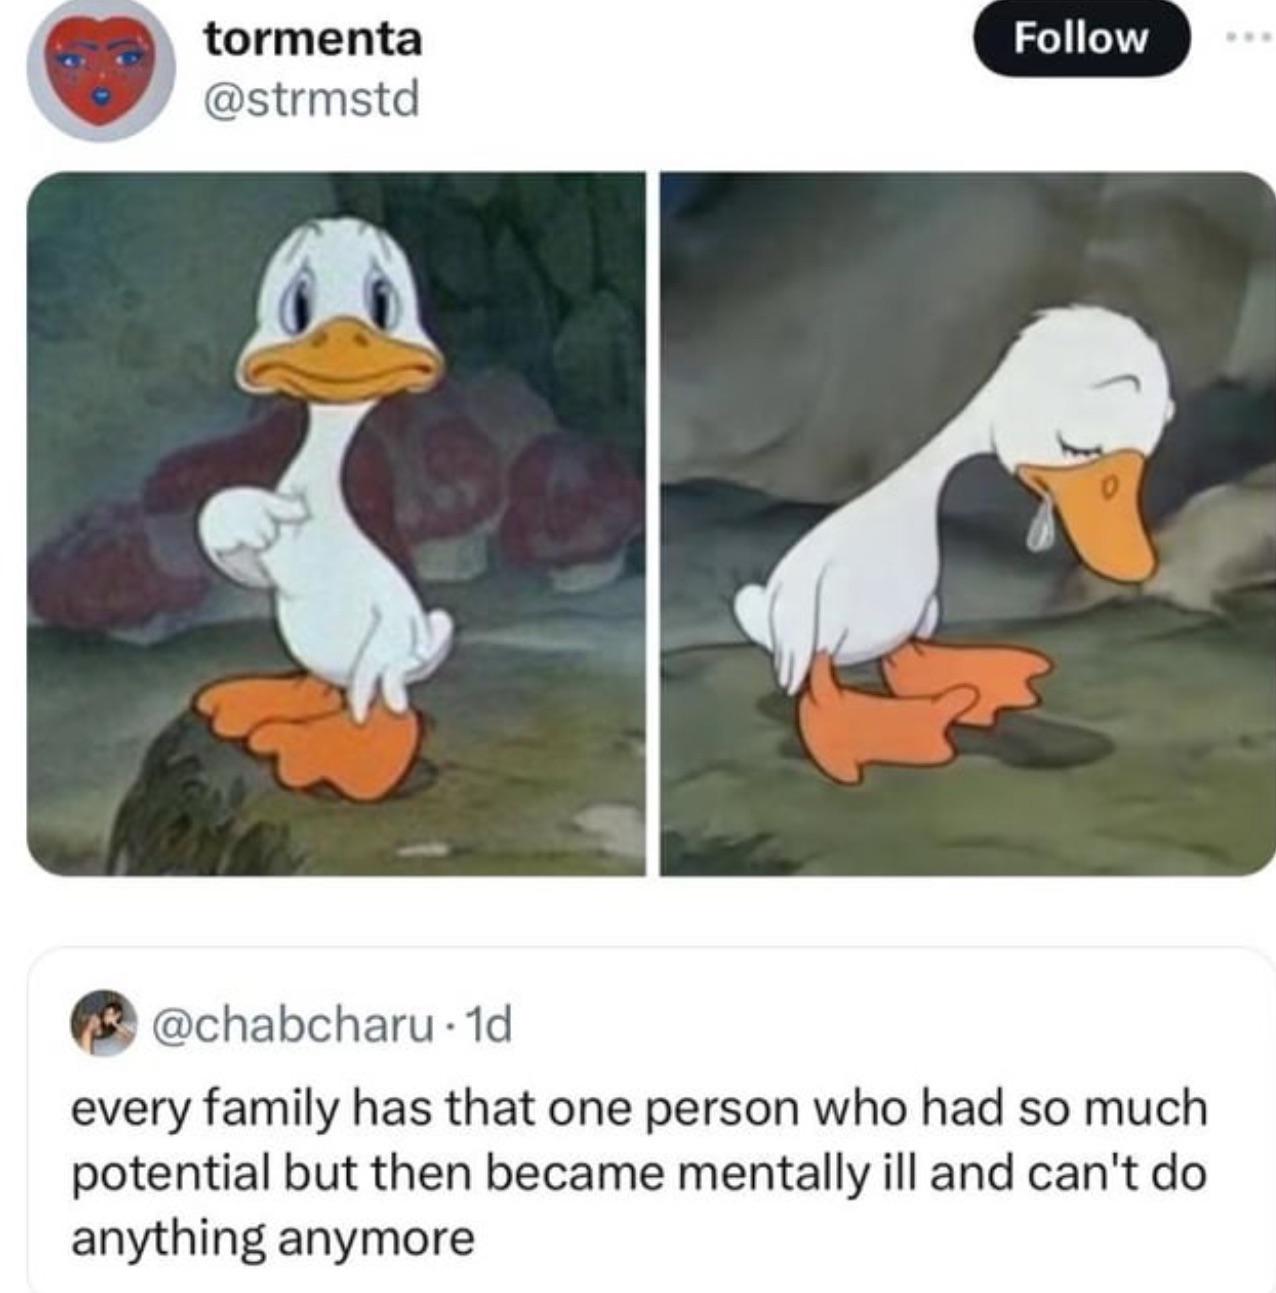 tormenta
Follow
@strmstd
@chabcharu · 1d
every family has that one person who had so much
potential but then became mentally ill and can't do
anything anymore